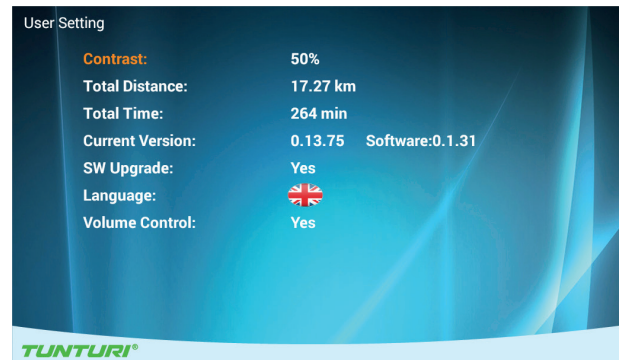 User Setting
Contrast: 50%
Total Distance: 17.27 km
Total Time: 264 min
Current Version: 0.13.75 Software:0.1.31
SW Upgrade: Yes
Language:
Volume Control: Yes
TUNTURI®